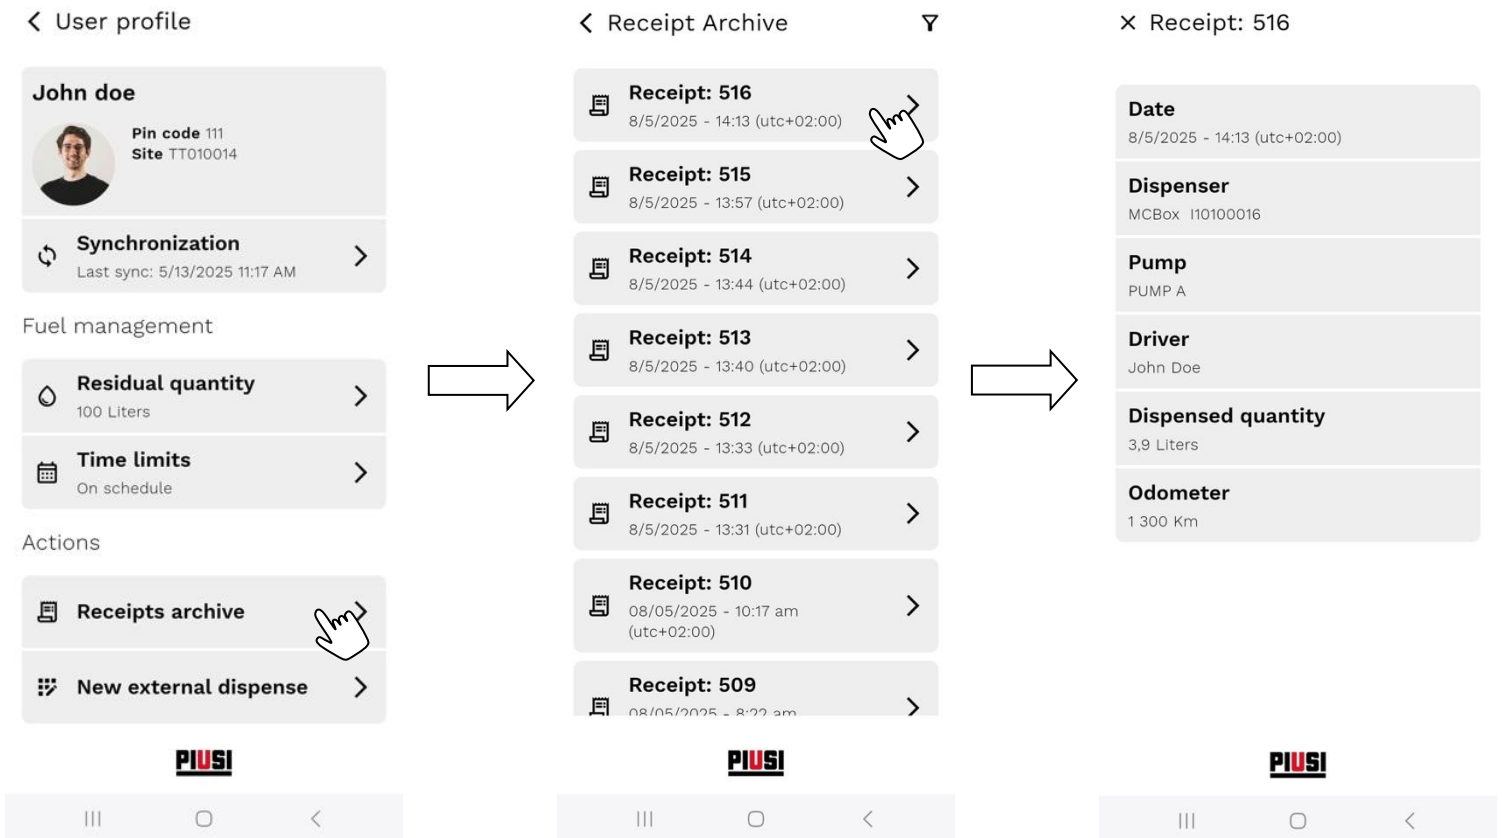 User profile
John doe
Pin code 111
Site TT010014
Synchronization
Last sync: 5/13/2025 11:17 AM
Fuel management
Residual quantity
100 Liters
Time limits
On schedule
Actions
Receipts archive
New external dispense
PIUSI
Receipt Archive
Receipt: 516
8/5/2025 - 14:13 (utc+02:00)
Receipt: 515
8/5/2025 - 13:57 (utc+02:00)
Receipt: 514
8/5/2025 - 13:44 (utc+02:00)
Receipt: 513
8/5/2025 - 13:40 (utc+02:00)
Receipt: 512
8/5/2025 - 13:33 (utc+02:00)
Receipt: 511
8/5/2025 - 13:31 (utc+02:00)
Receipt: 510
08/05/2025 - 10:17 am
(utc+02:00)
Receipt: 509
08/05/2025 - 8:22 am
PIUSI
Receipt: 516
Date
8/5/2025 - 14:13 (utc+02:00)
Dispenser
MCBox I10100016
Pump
PUMP A
Driver
John Doe
Dispensed quantity
3,9 Liters
Odometer
1 300 Km
PIUSI